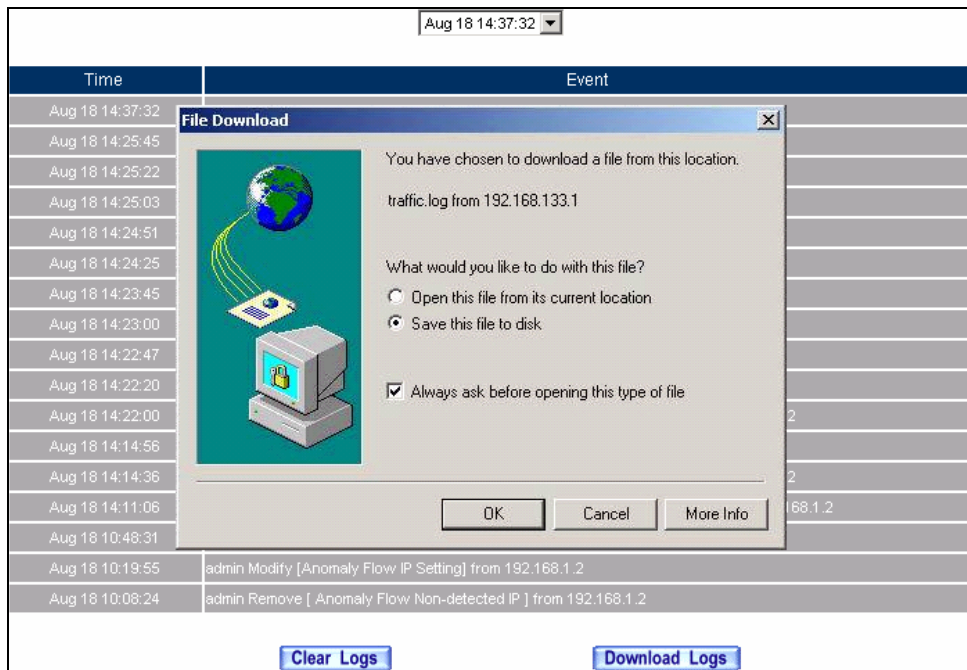 Aug 18 14:37:32
Time Event
Aug 18 14:37:32
File Download
Aug 18 14:25:45
You have chosen to download a file from this location.
Aug 18 14:25:22
Aug 18 14:25:03
traffic.log from 192.168.133.1
Aug 18 14:24:51
Aug 18 14:24:25
What would you like to do with this file?
Aug 18 14:23:45
Open this file from its current location
Aug 18 14:23:00
Save this file to disk
Aug 18 14:22:47
Aug 18 14:22:20
Always ask before opening this type of file
Aug 18 14:22:00 2
Aug 18 14:14:56
Aug 18 14:14:36 2
Aug 18 14:11:06 168.1.2
OK Cancel More Info
Aug 18 10:48:31
Aug 18 10:19:55 admin Modify [Anomaly Flow IP Setting] from 192.168.1.2
Aug 18 10:08:24 admin Remove [ Anomaly Flow Non-detected IP ] from 192.168.1.2
Clear Logs Download Logs